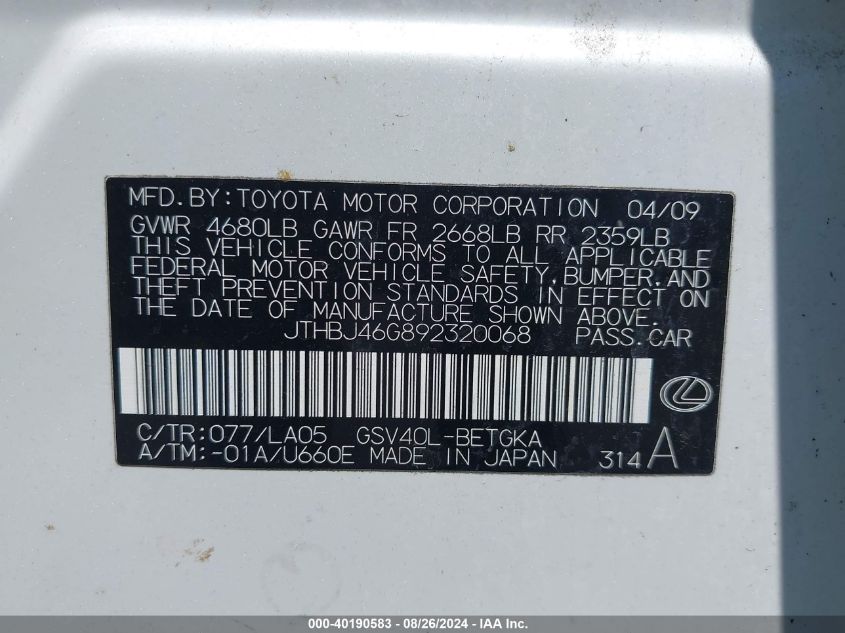 MFD.BY:TOYOTA MOTOR CORPORATION 04/09
GVWR 4680LB GAWR FR 2668LB RR 2359LB
THIS VEHICLE CONFORMS TO ALL APPLICABLE
FEDERAL MOTOR VEHICLE SAFETY,BUMPER,AND
THEFT PREVENTION STANDARDS IN EFFECT ON
THE DATE OF MANUFACTURE SHOWN ABOVE.
JTHBJ46G892320068 PASS.CAR
C/TR:077/LA05 GSV40L-BETGKA
A/TM:-01A/U660E MADE IN JAPAN 314 A
000-40190583 / 08/26/2024 - IAA Inc.